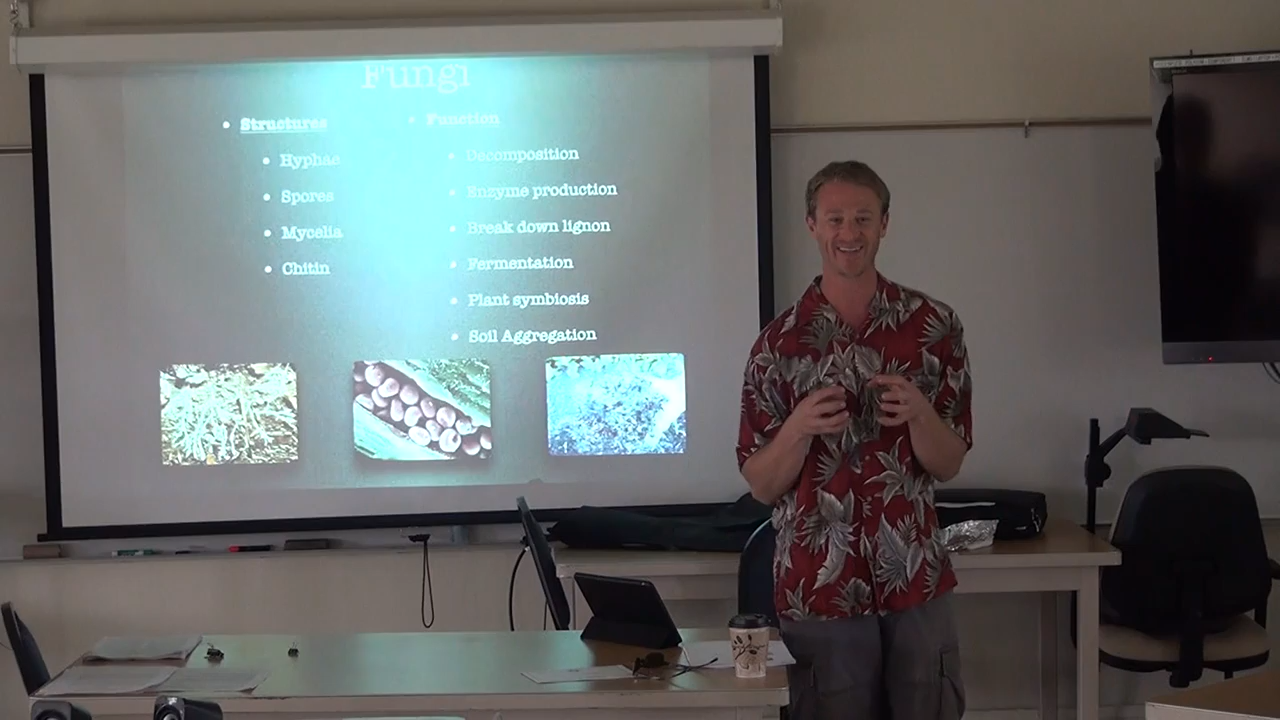 Fungi
Structures
Hyphae
Spores
Mycelia
Chitin
Function
Decomposition
Enzyme production
Break down lignon
Fermentation
Plant symbiosis
Soil Aggregation